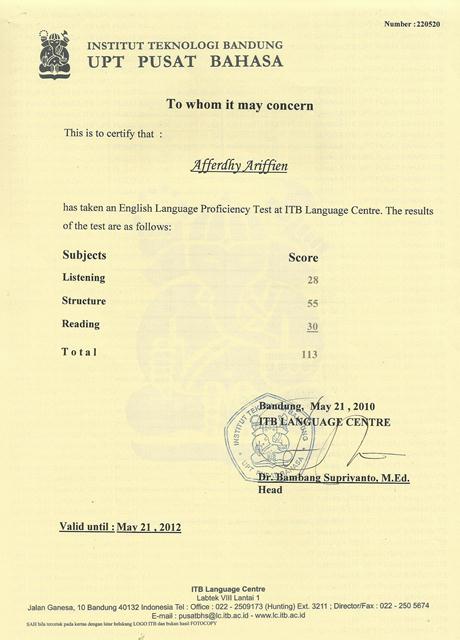 Number : 220520
INSTITUT TEKNOLOGI BANDUNG
UPT PUSAT BAHASA
To whom it may concern
This is to certify that :
Afferdhy Ariffien
has taken an English Language Proficiency Test at ITB Language Centre. The results
of the test are as follows:
Subjects Score
Listening 28
Structure 55
Reading 30
Total 113
Bandung, May 21 , 2010
ITB LANGUAGE CENTRE
INSTITUT TEKNOLOGI BANDUNG
UPT PUSAT BAHASA
Dr. Bambang Supriyanto, M.Ed.
Head
Valid until : May 21 , 2012
ITB Language Centre
Labtek VIII Lantai 1
Jalan Ganesa, 10 Bandung 40132 Indonesia Tel : Office : 022 - 2509173 (Hunting) Ext. 3211 ; Director/Fax : 022 - 250 5674
E-mail : pusatbhs@lc.itb.ac.id - www.lc.itb.ac.id
SAH bila tercetak pada kertas dengan latar belakang LOGO ITB dan bukan hasil FOTOCOPY